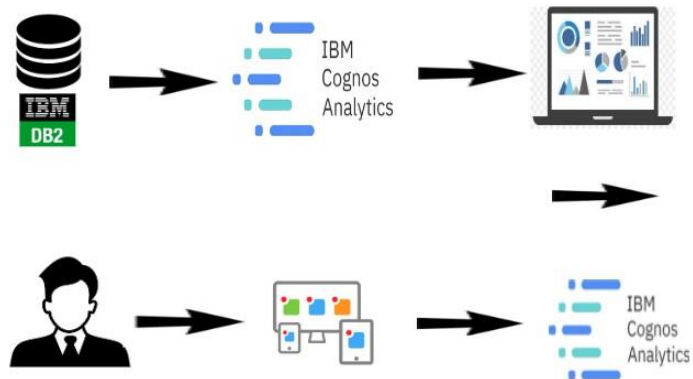 IBM
Cognos
Analytics
IBM
DB2
IBM
Cognos
Analytics